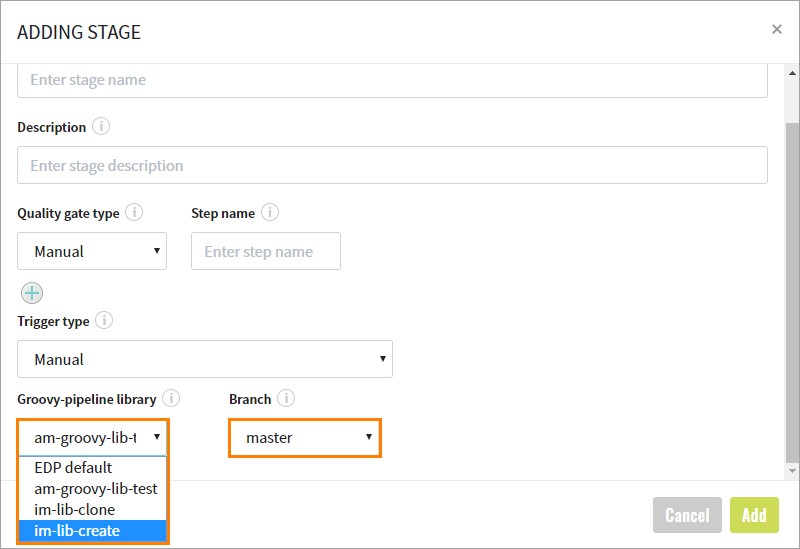 ADDING STAGE
×
Enter stage name
Description i
Enter stage description
Quality gate type i Step name i
Manual Enter step name
Trigger type i
Manual
Groovy-pipeline library i Branch i
am-groovy-lib-t master
EDP default
am-groovy-lib-test
im-lib-clone
im-lib-create
Cancel Add